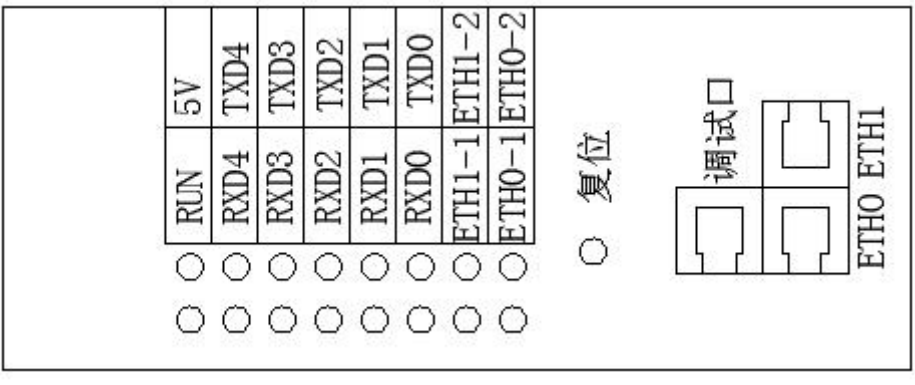 5V
TXD4
TXD3
TXD2
TXD1
TXD0
ETH1-2
ETH0-2
RUN
RXD4
RXD3
RXD2
RXD1
RXD0
ETH1-1
ETH0-1
复位
调试口
ETH0 ETH1